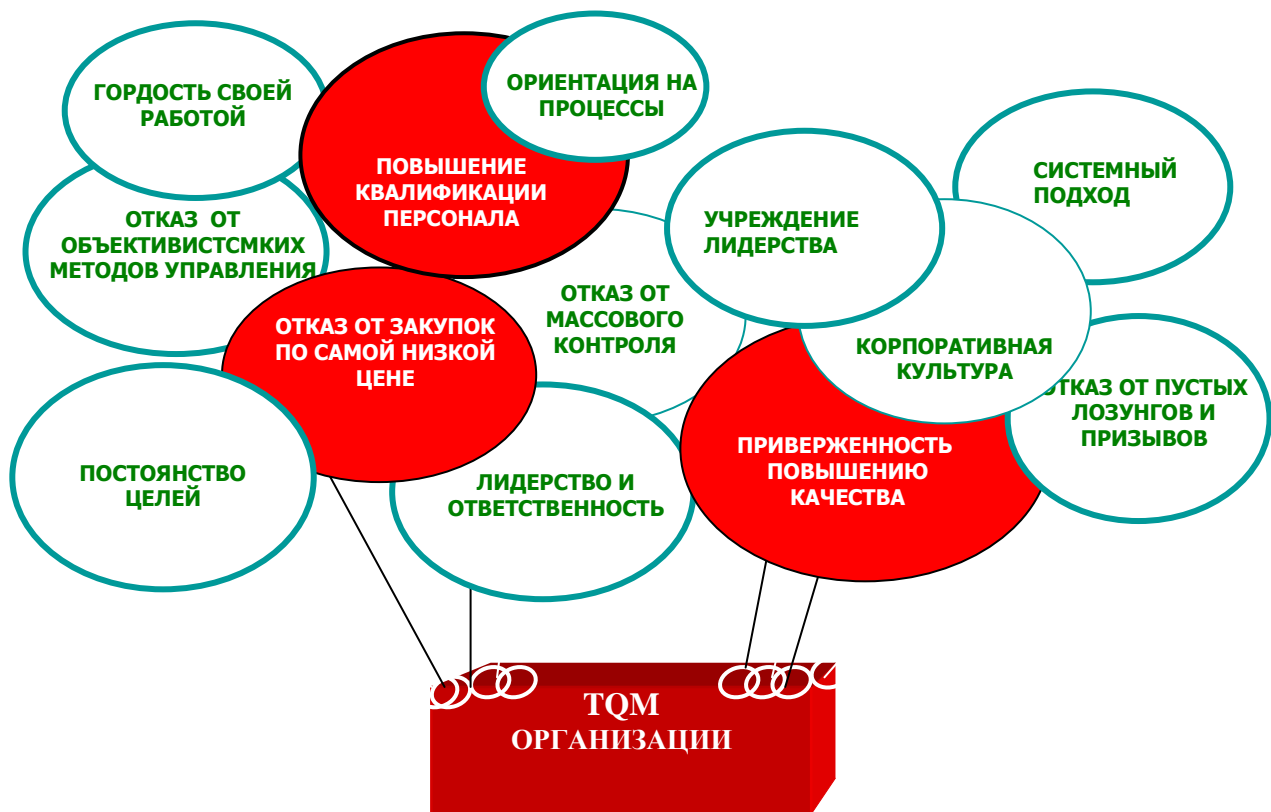 ГОРДОСТЬ СВОЕЙ
РАБОТОЙ
ОРИЕНТАЦИЯ НА
ПРОЦЕССЫ
ПОВЫШЕНИЕ
КВАЛИФИКАЦИИ
ПЕРСОНАЛА
СИСТЕМНЫЙ
ПОДХОД
ОТКАЗ ОТ
ОБЪЕКТИВИСТСМКИХ
МЕТОДОВ УПРАВЛЕНИЯ
УЧРЕЖДЕНИЕ
ЛИДЕРСТВА
ОТКАЗ ОТ
МАССОВОГО
КОНТРОЛЯ
ОТКАЗ ОТ ЗАКУПОК
ПО САМОЙ НИЗКОЙ
ЦЕНЕ
КОРПОРАТИВНАЯ
КУЛЬТУРА
ОТКАЗ ОТ ПУСТЫХ
ЛОЗУНГОВ И
ПРИЗЫВОВ
ПОСТОЯНСТВО
ЦЕЛЕЙ
ЛИДЕРСТВО И
ОТВЕТСТВЕННОСТЬ
ПРИВЕРЖЕННОСТЬ
ПОВЫШЕНИЮ
КАЧЕСТВА
TQM
ОРГАНИЗАЦИИ